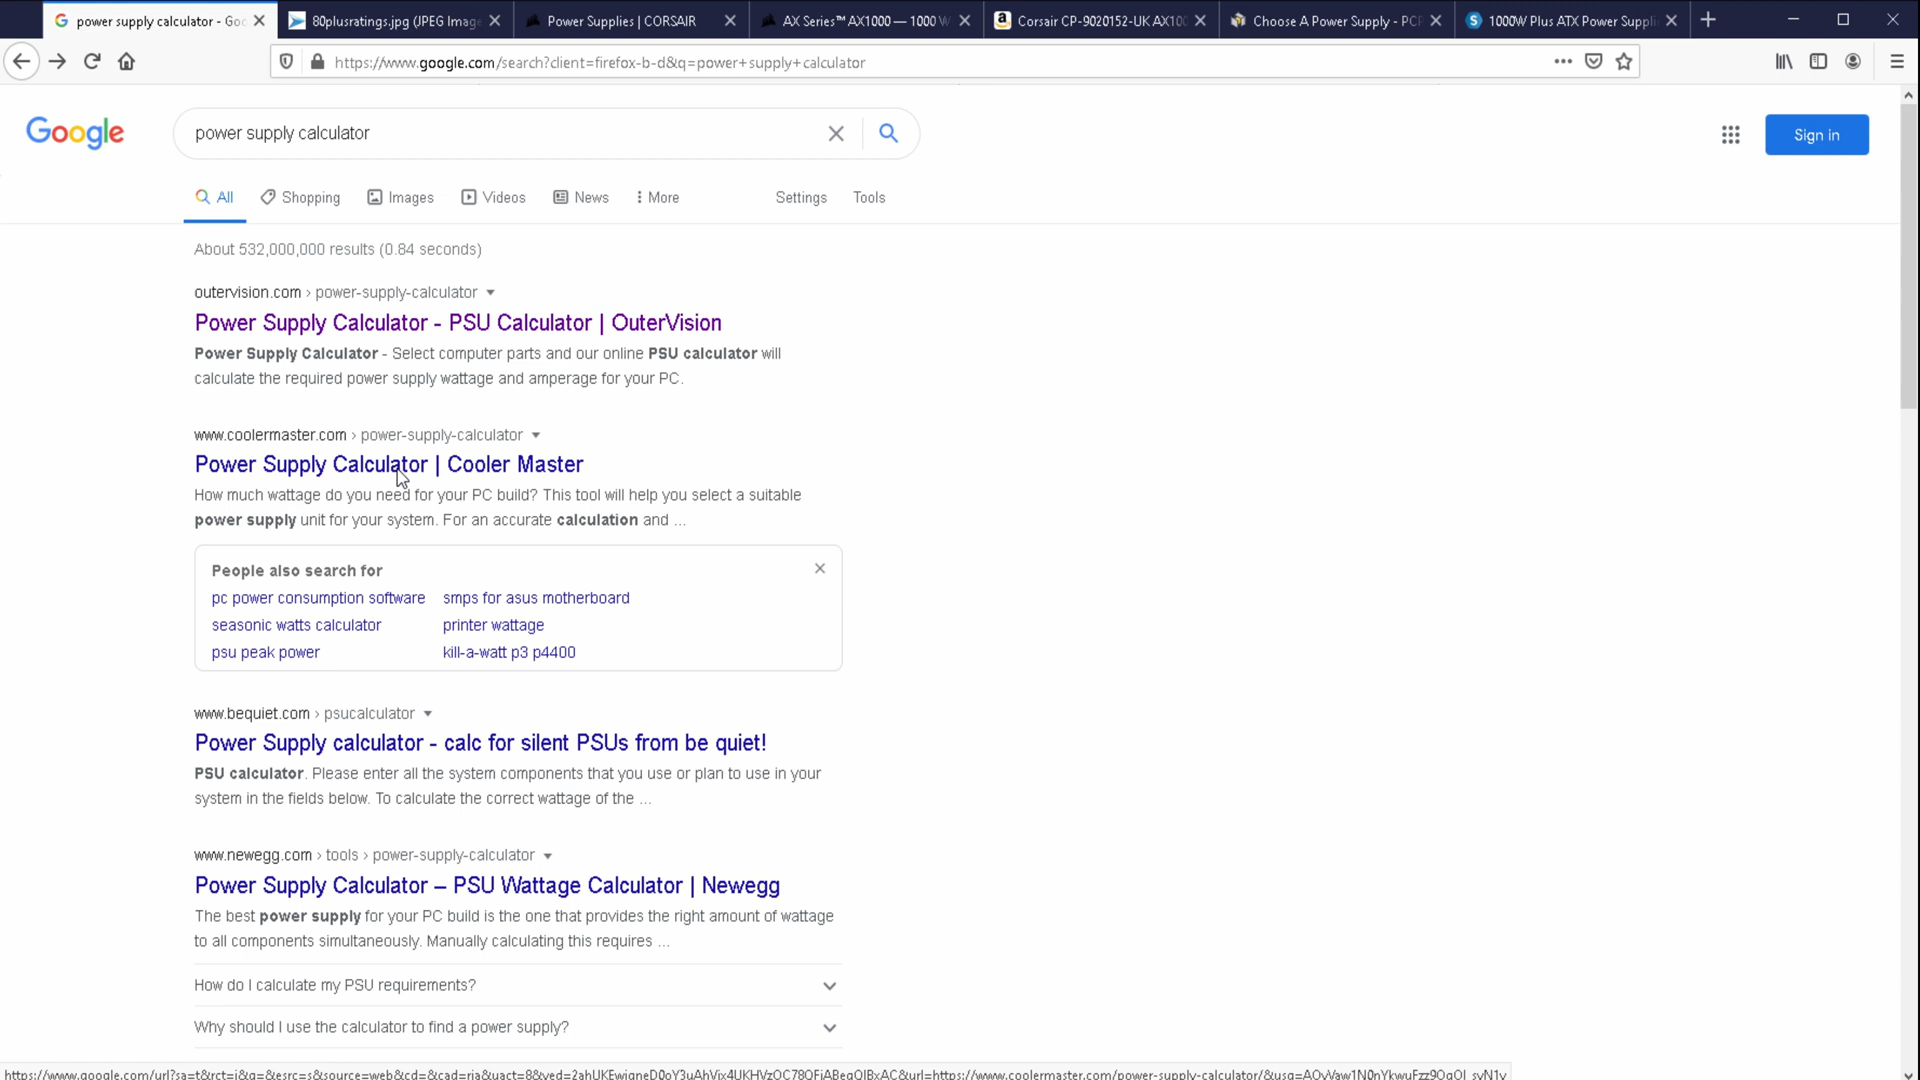 power supply calculator - Goo
80plusratings.jpg (JPEG Image
Power Supplies | CORSAIR
AX Series™ AX1000 — 1000 W
Corsair CP-9020152-UK AX100
Choose A Power Supply - PCP
1000W Plus ATX Power Suppli
https://www.google.com/search?client=firefox-b-d&q=power+supply+calculator
Google
power supply calculator
Sign in
All
Shopping
Images
Videos
News
More
Settings
Tools
About 532,000,000 results (0.84 seconds)
outervision.com › power-supply-calculator
Power Supply Calculator - PSU Calculator | OuterVision
Power Supply Calculator - Select computer parts and our online PSU calculator will
calculate the required power supply wattage and amperage for your PC.
www.coolermaster.com › power-supply-calculator
Power Supply Calculator | Cooler Master
How much wattage do you need for your PC build? This tool will help you select a suitable
power supply unit for your system. For an accurate calculation and ...
People also search for
pc power consumption software
smps for asus motherboard
seasonic watts calculator
printer wattage
psu peak power
kill-a-watt p3 p4400
www.bequiet.com › psucalculator
Power Supply calculator - calc for silent PSUs from be quiet!
PSU calculator. Please enter all the system components that you use or plan to use in your
system in the fields below. To calculate the correct wattage of the ...
www.newegg.com › tools › power-supply-calculator
Power Supply Calculator – PSU Wattage Calculator | Newegg
The best power supply for your PC build is the one that provides the right amount of wattage
to all components simultaneously. Manually calculating this requires ...
How do I calculate my PSU requirements?
Why should I use the calculator to find a power supply?